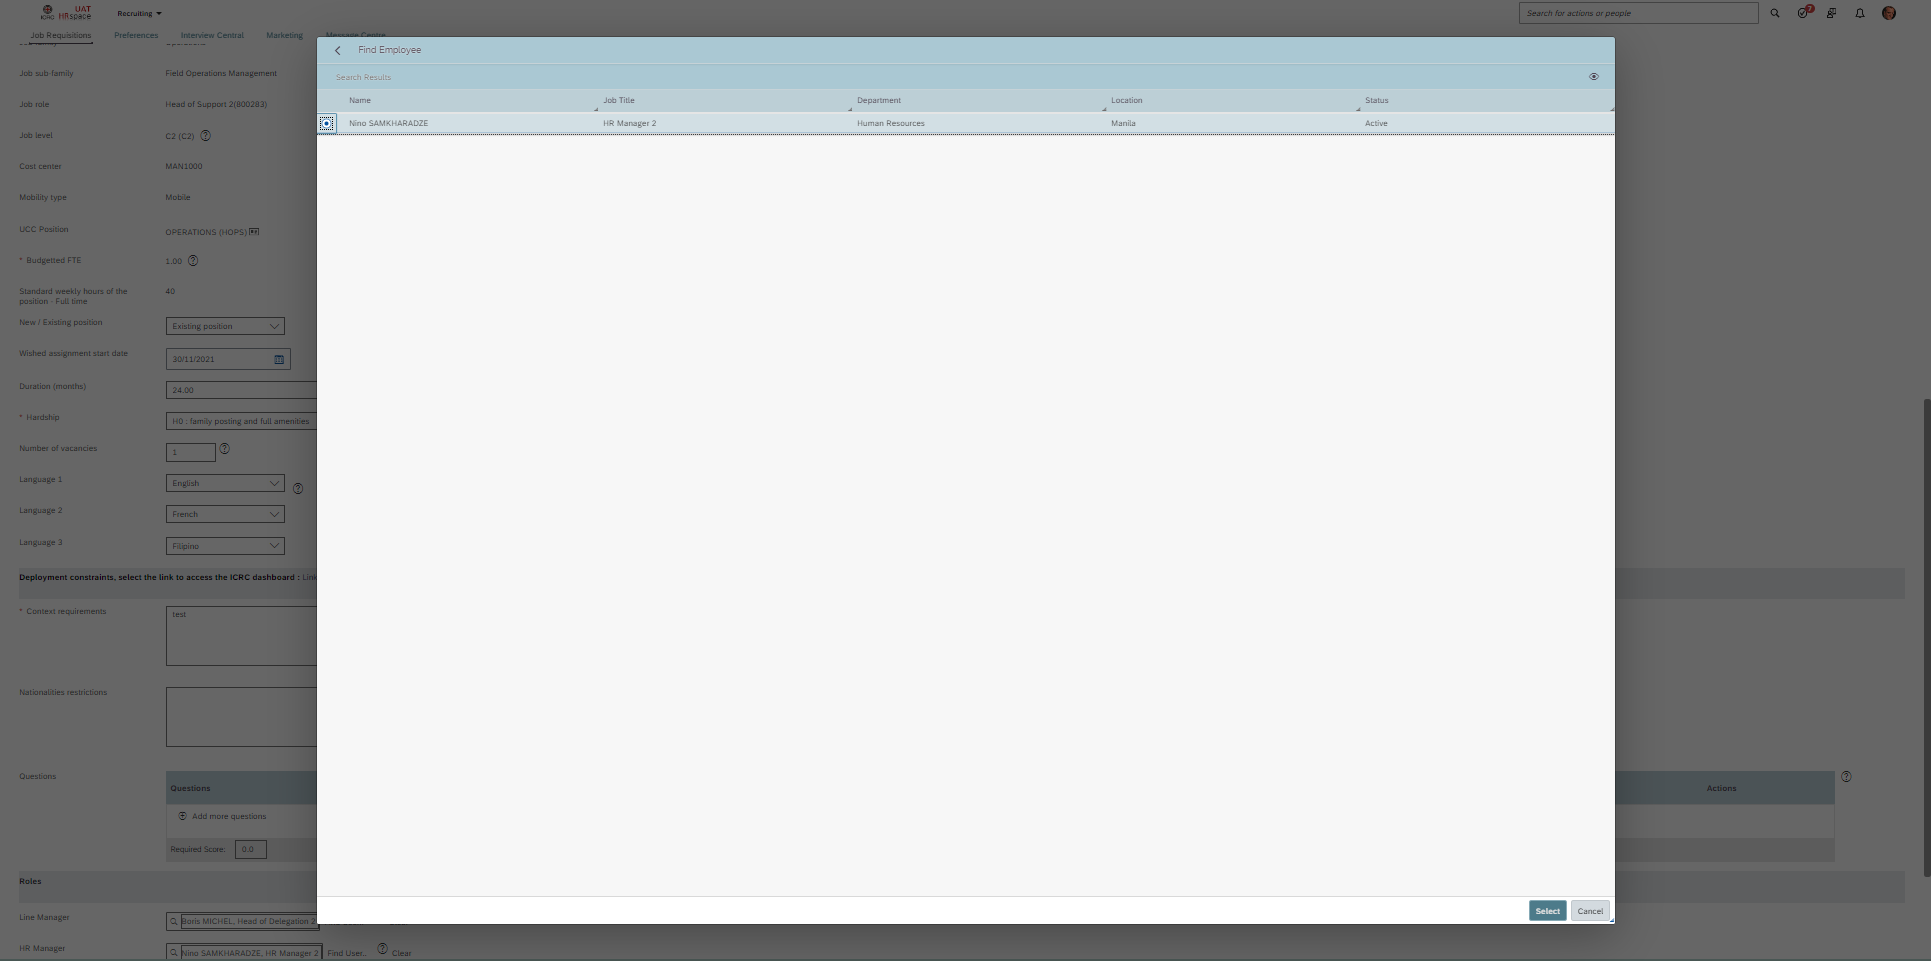 UAT
ICRC HRspace
Recruiting
Search for actions or people
7
Job Requisitions
Preferences
Interview Central
Marketing
Message Centre
Find Employee
Search Results
Name
Job Title
Department
Location
Status
Nino SAMKHARADZE
HR Manager 2
Human Resources
Manila
Active
Job sub-family
Field Operations Management
Job role
Head of Support 2(800283)
Job level
C2 (C2)
Cost center
MAN1000
Mobility type
Mobile
UCC Position
OPERATIONS (HOPS)
* Budgetted FTE
1.00
Standard weekly hours of the
position - Full time
40
New / Existing position
Existing position
Wished assignment start date
30/11/2021
Duration (months)
24.00
* Hardship
H0 : family posting and full amenities
Number of vacancies
1
Language 1
English
Language 2
French
Language 3
Filipino
Deployment constraints, select the link to access the ICRC dashboard : Link
* Context requirements
test
Nationalities restrictions
Questions
Questions
Actions
Add more questions
Required Score:
0.0
Roles
Line Manager
Boris MICHEL, Head of Delegation 2
HR Manager
Nino SAMKHARADZE, HR Manager 2
Find User..
Clear
Select
Cancel